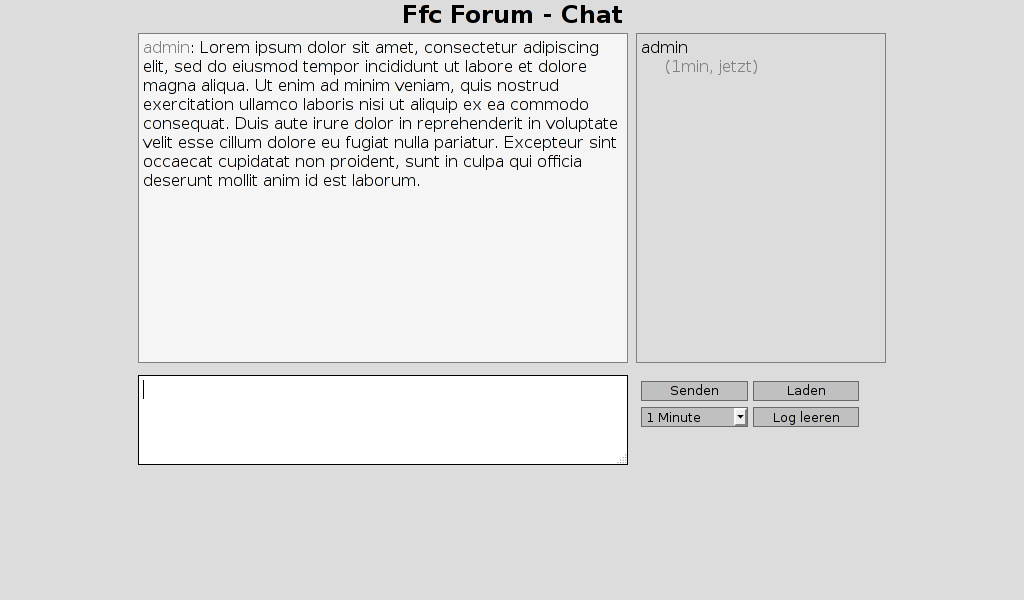 Ffc Forum - Chat
admin: Lorem ipsum dolor sit amet, consectetur adipiscing
elit, sed do eiusmod tempor incididunt ut labore et dolore
magna aliqua. Ut enim ad minim veniam, quis nostrud
exercitation ullamco laboris nisi ut aliquip ex ea commodo
consequat. Duis aute irure dolor in reprehenderit in voluptate
velit esse cillum dolore eu fugiat nulla pariatur. Excepteur sint
occaecat cupidatat non proident, sunt in culpa qui officia
deserunt mollit anim id est laborum.
admin
(1min, jetzt)
Senden
Laden
1 Minute
Log leeren